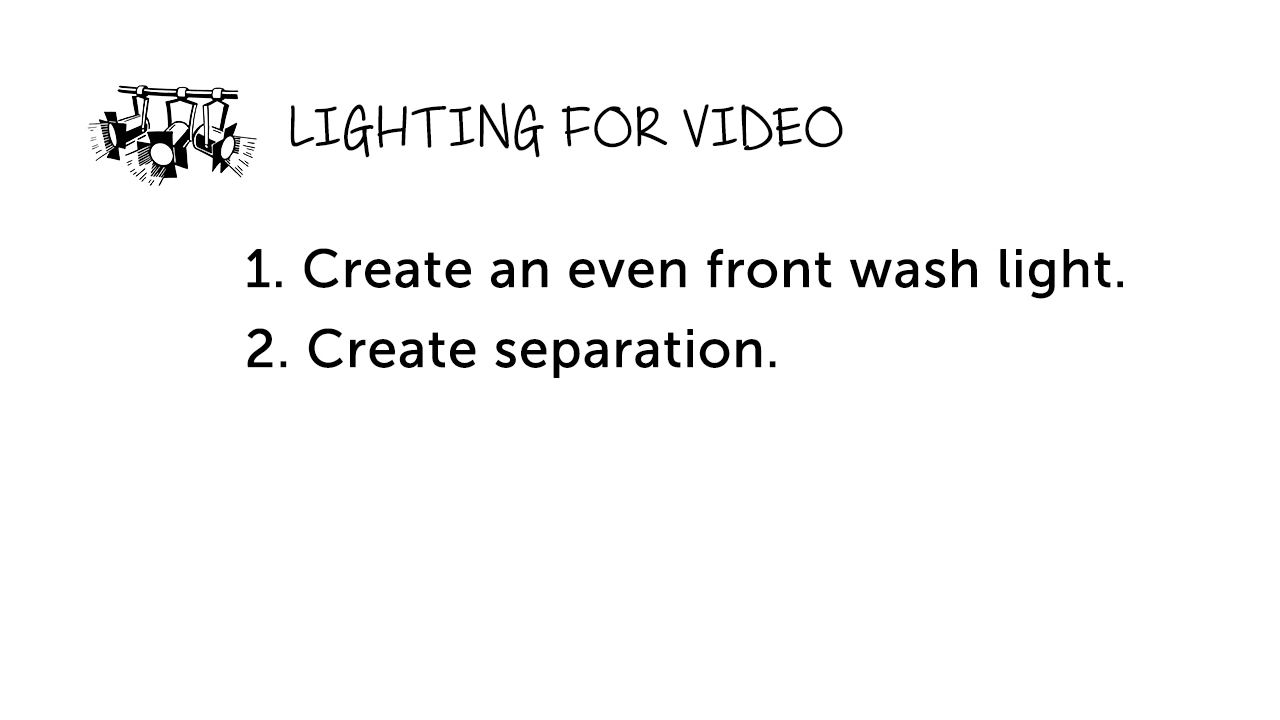 LIGHTING FOR VIDEO
1. Create an even front wash light.
2. Create separation.